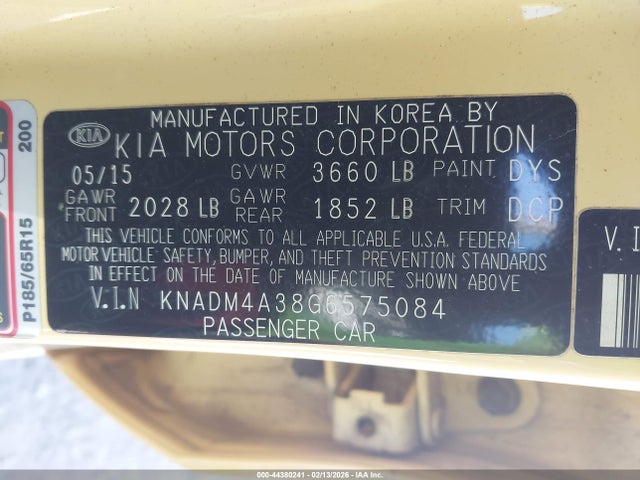 MANUFACTURED IN KOREA BY
KIA KIA MOTORS CORPORATION
05/15 GVWR 3660 LB PAINT DYS
GAWR FRONT 2028 LB GAWR REAR 1852 LB TRIM DCP
THIS VEHICLE CONFORMS TO ALL APPLICABLE U.S.A. FEDERAL
MOTOR VEHICLE SAFETY, BUMPER, AND THEFT PREVENTION STANDARDS
IN EFFECT ON THE DATE OF MANUFACTURE SHOWN ABOVE
V.I.N KNADM4A38G6575084
PASSENGER CAR
P185/65R15
200
V.I
000-44380241 - 02/13/2026 - IAA Inc.